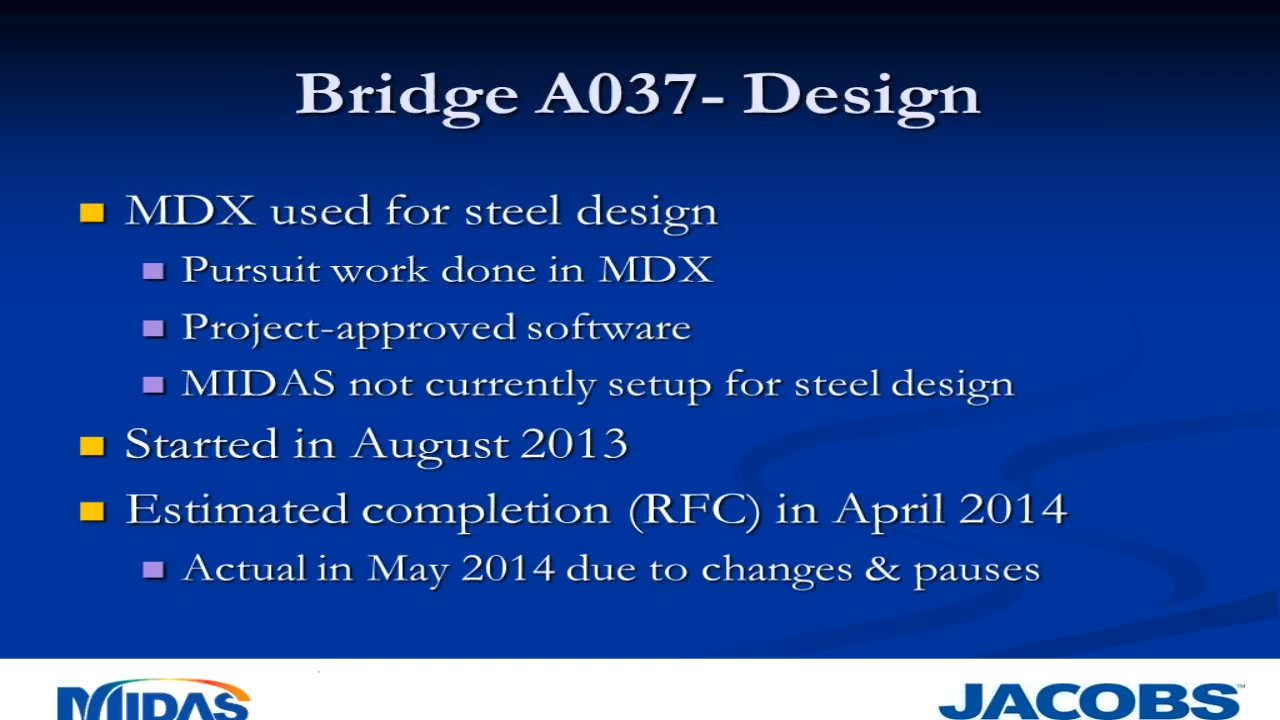 Bridge A037- Design
MDX used for steel design
Pursuit work done in MDX
Project-approved software
MIDAS not currently setup for steel design
Started in August 2013
Estimated completion (RFC) in April 2014
Actual in May 2014 due to changes & pauses
MIDAS
JACOBS™